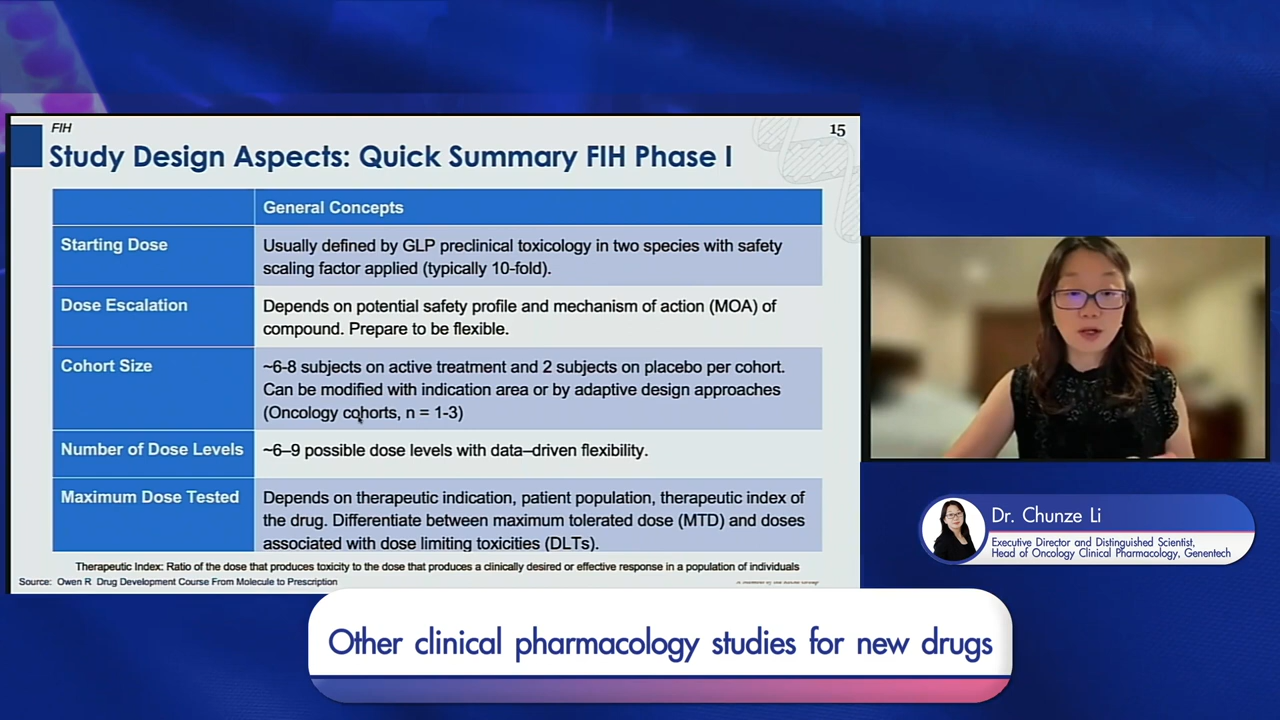 FIH
15
Study Design Aspects: Quick Summary FIH Phase I
General Concepts
Starting Dose
Usually defined by GLP preclinical toxicology in two species with safety
scaling factor applied (typically 10-fold).
Dose Escalation
Depends on potential safety profile and mechanism of action (MOA) of
compound. Prepare to be flexible.
Cohort Size
~6-8 subjects on active treatment and 2 subjects on placebo per cohort.
Can be modified with indication area or by adaptive design approaches
(Oncology cohorts, n = 1-3)
Number of Dose Levels
~6–9 possible dose levels with data–driven flexibility.
Maximum Dose Tested
Depends on therapeutic indication, patient population, therapeutic index of
the drug. Differentiate between maximum tolerated dose (MTD) and doses
associated with dose limiting toxicities (DLTs).
Therapeutic Index: Ratio of the dose that produces toxicity to the dose that produces a clinically desired or effective response in a population of individuals
Source: Owen R Drug Development Course From Molecule to Prescription
Dr. Chunze Li
Executive Director and Distinguished Scientist,
Head of Oncology Clinical Pharmacology, Genentech
Other clinical pharmacology studies for new drugs